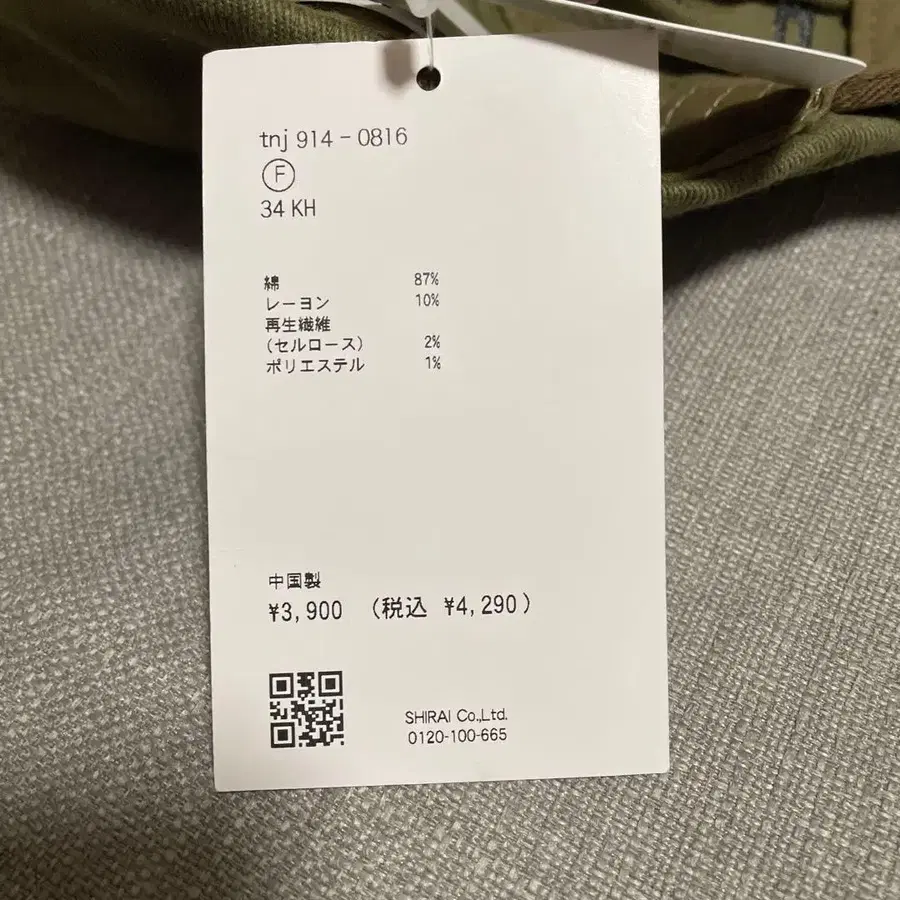 tnj 914-0816
F
34 KH
綿 87%
レーヨン 10%
再生繊維
(セルロース) 2%
ポリエステル 1%
中国製
¥3,900 (税込 ¥4,290)
SHIRAI Co.,Ltd.
0120-100-665